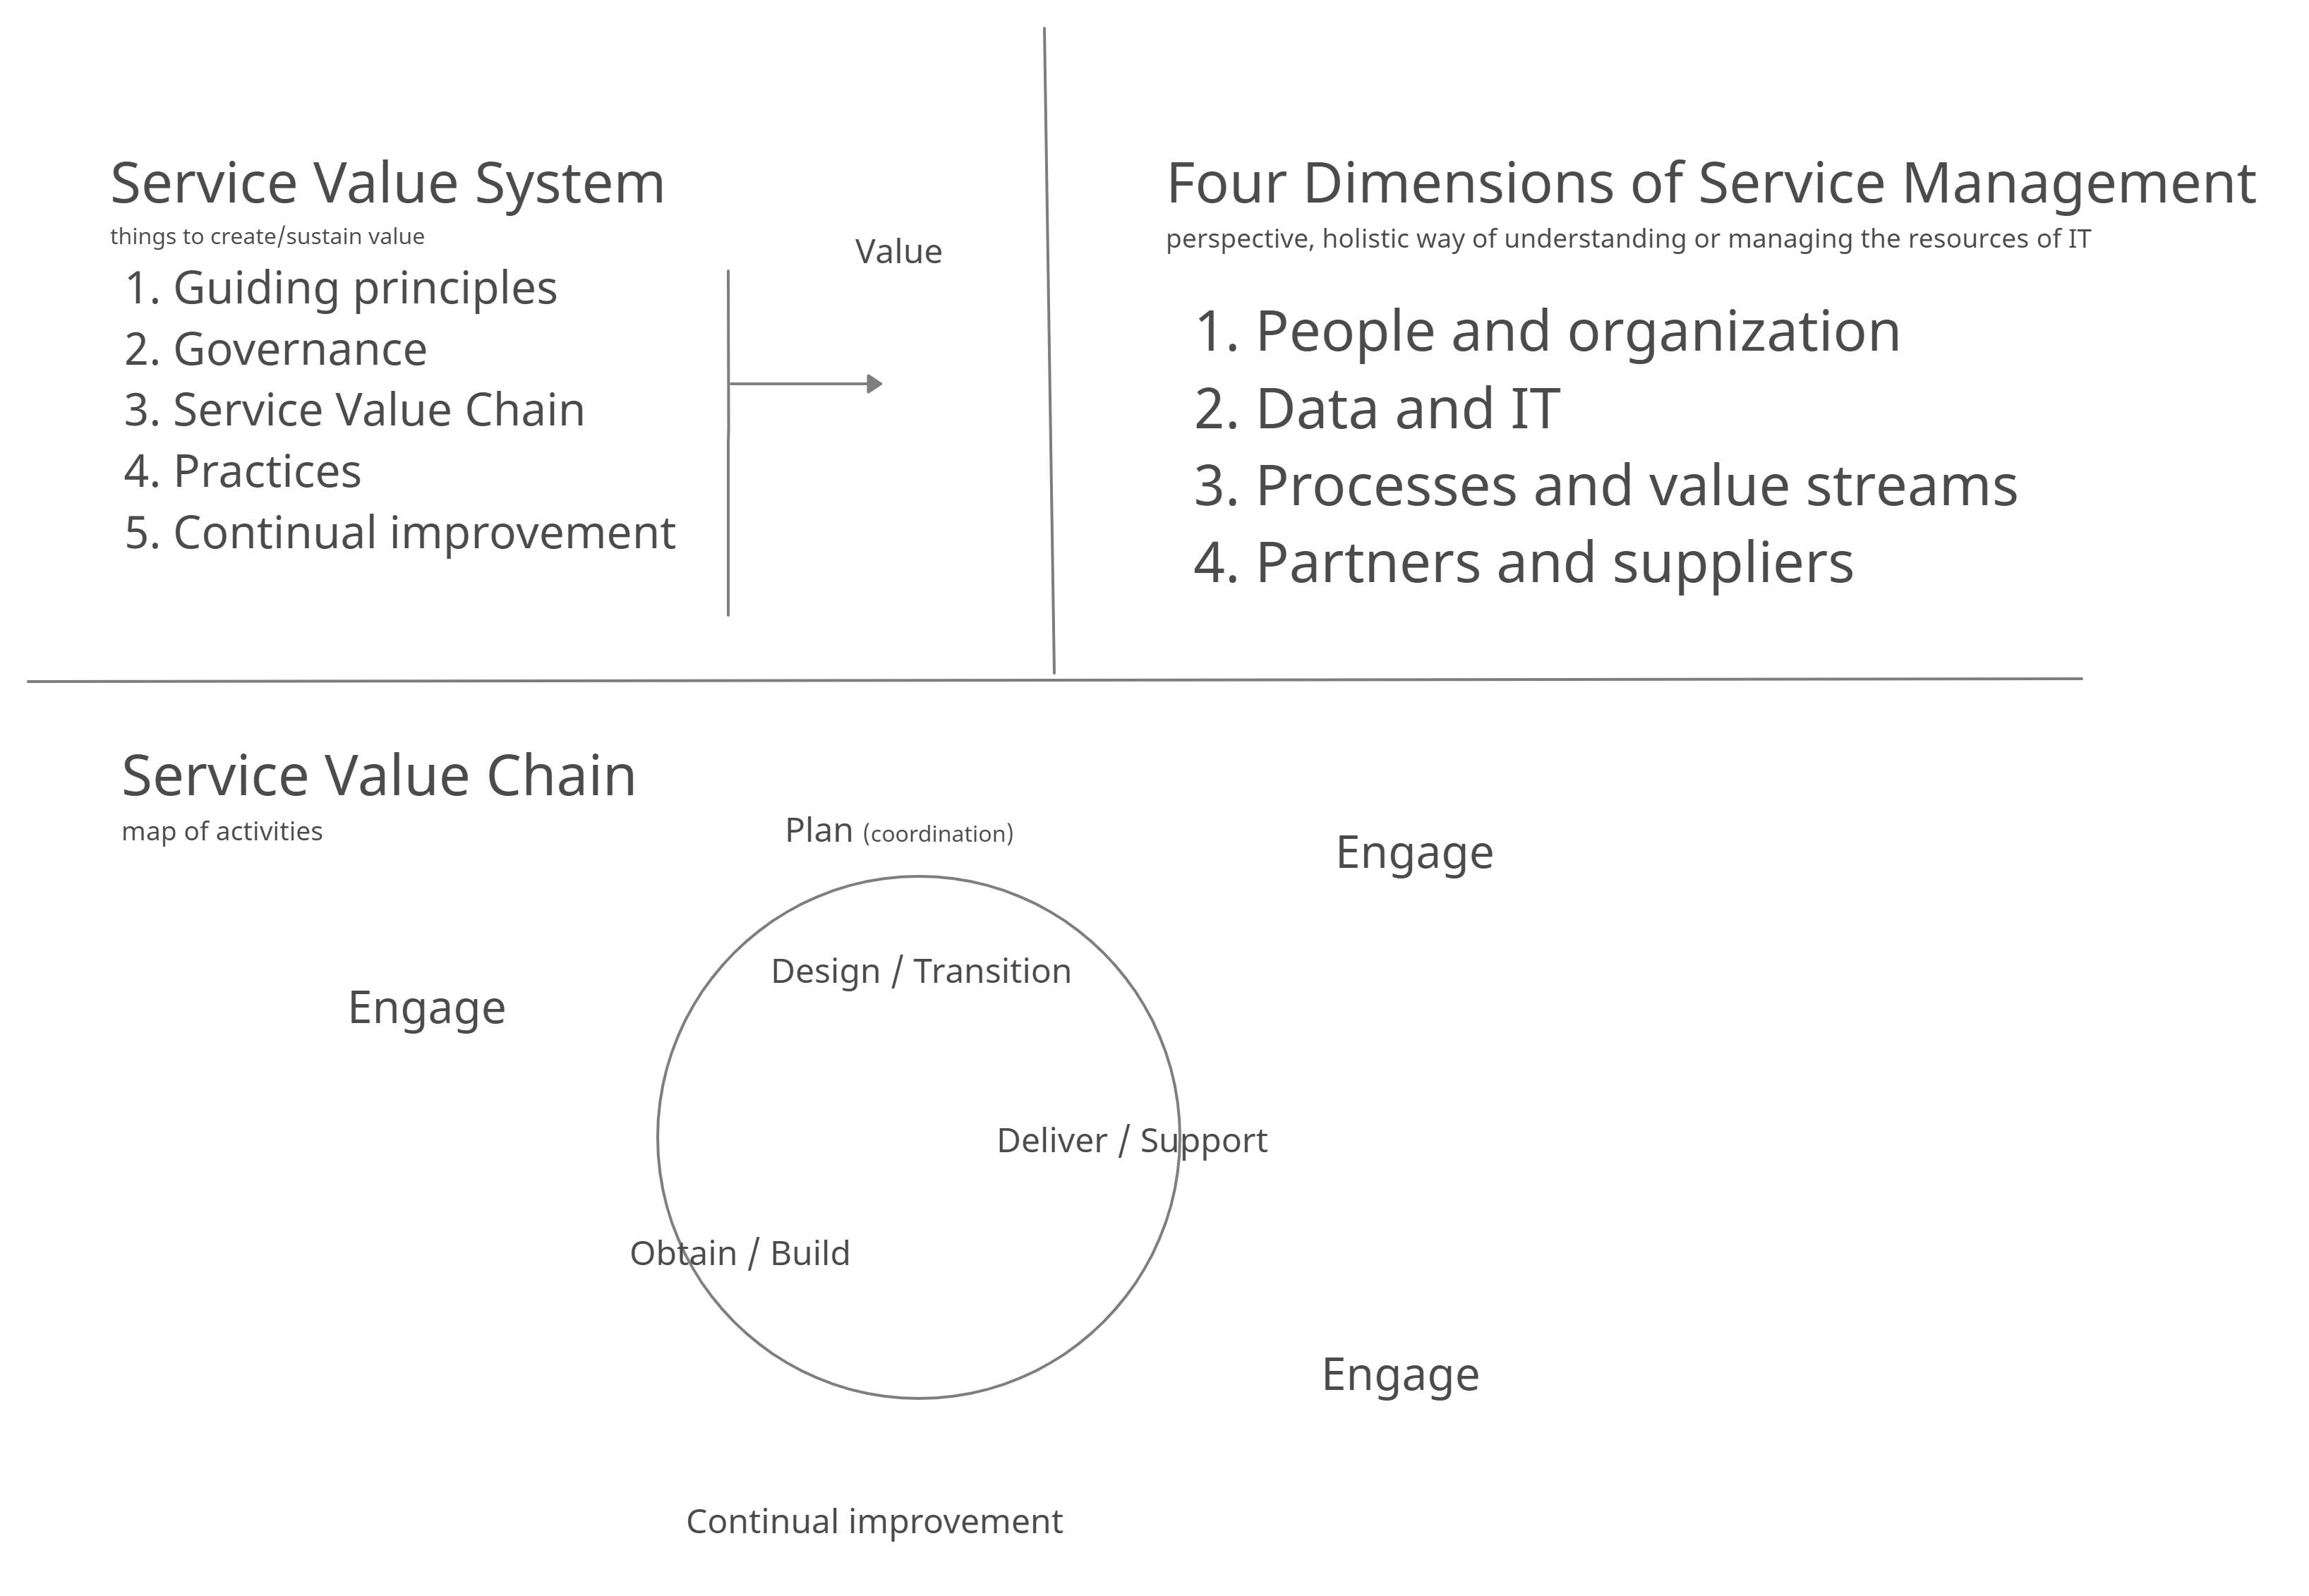 Service Value System
things to create/sustain value
1. Guiding principles
2. Governance
3. Service Value Chain
4. Practices
5. Continual improvement
Value
Four Dimensions of Service Management
perspective, holistic way of understanding or managing the resources of IT
1. People and organization
2. Data and IT
3. Processes and value streams
4. Partners and suppliers
Service Value Chain
map of activities
Plan (coordination)
Engage
Design / Transition
Engage
Deliver / Support
Obtain / Build
Engage
Continual improvement